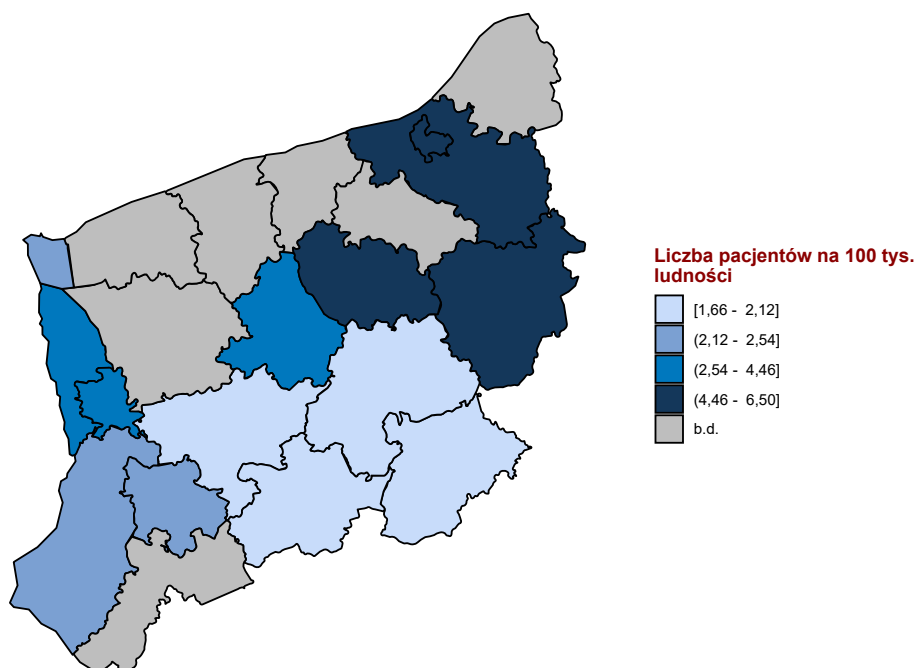 Liczba pacjentów na 100 tys.
ludności
[1,66 - 2,12]
(2,12 - 2,54]
(2,54 - 4,46]
(4,46 - 6,50]
b.d.